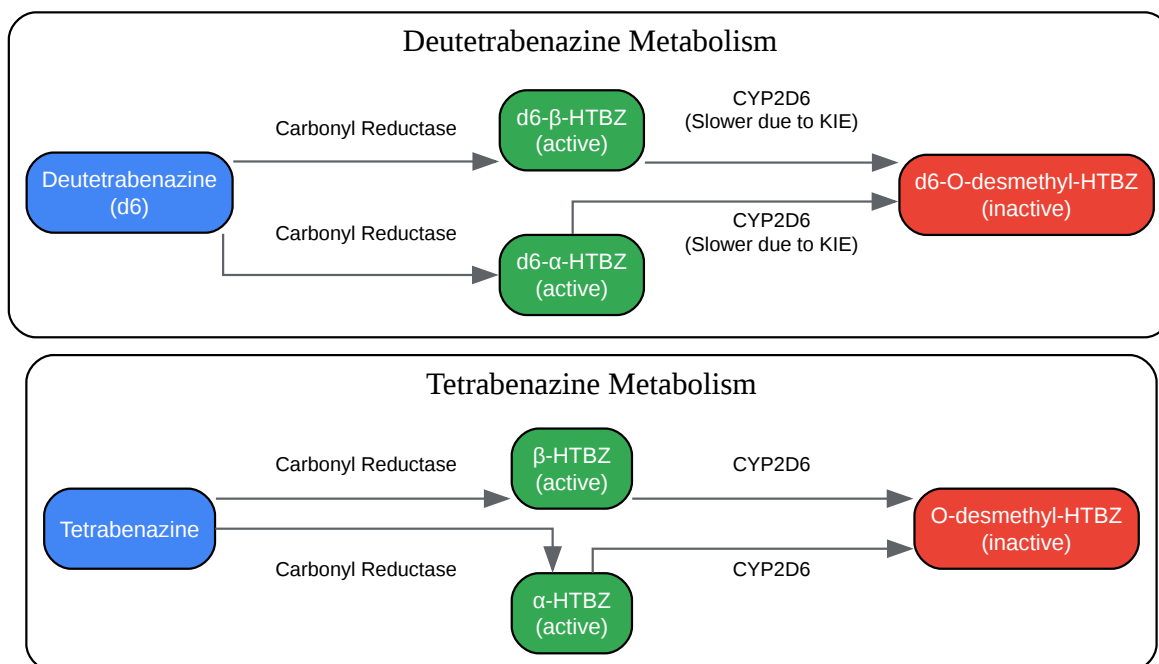 Deutetrabenazine Metabolism
CYP2D6
(Slower due to KIE)
d6-β-HTBZ
(active)
Carbonyl Reductase
Deutetrabenazine
(d6)
d6-O-desmethyl-HTBZ
(inactive)
Carbonyl Reductase
CYP2D6
(Slower due to KIE)
d6-α-HTBZ
(active)
Tetrabenazine Metabolism
β-HTBZ
(active)
Carbonyl Reductase
CYP2D6
Tetrabenazine
O-desmethyl-HTBZ
(inactive)
Carbonyl Reductase
CYP2D6
α-HTBZ
(active)